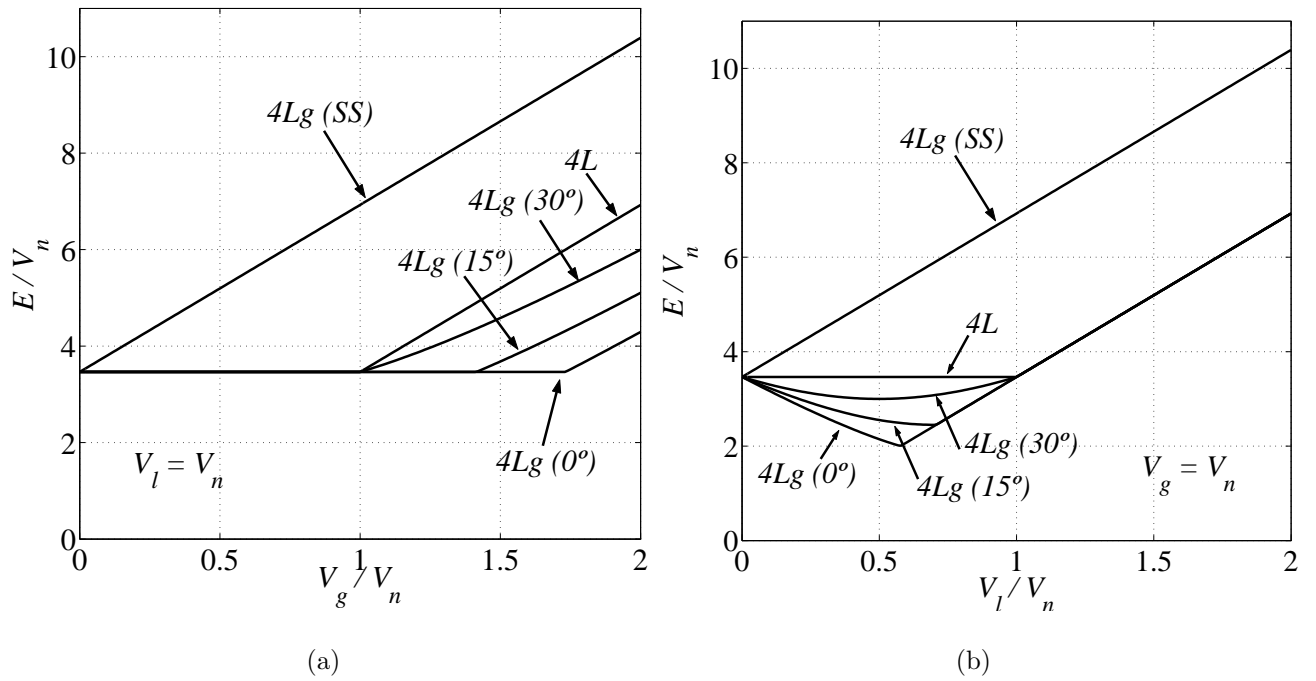 10
8
6
4
2
0
E / V_n
4Lg (SS)
4L
4Lg (30º)
4Lg (15º)
4Lg (0º)
V_l = V_n
0 1 1.5 2
V_g / V_n
(a)
10
8
6
4
2
0
E / V_n
4Lg (SS)
4L
4Lg (30º)
4Lg (0º)
4Lg (15º)
V_g = V_n
0 0.5 1 1.5 2
V_l / V_n
(b)